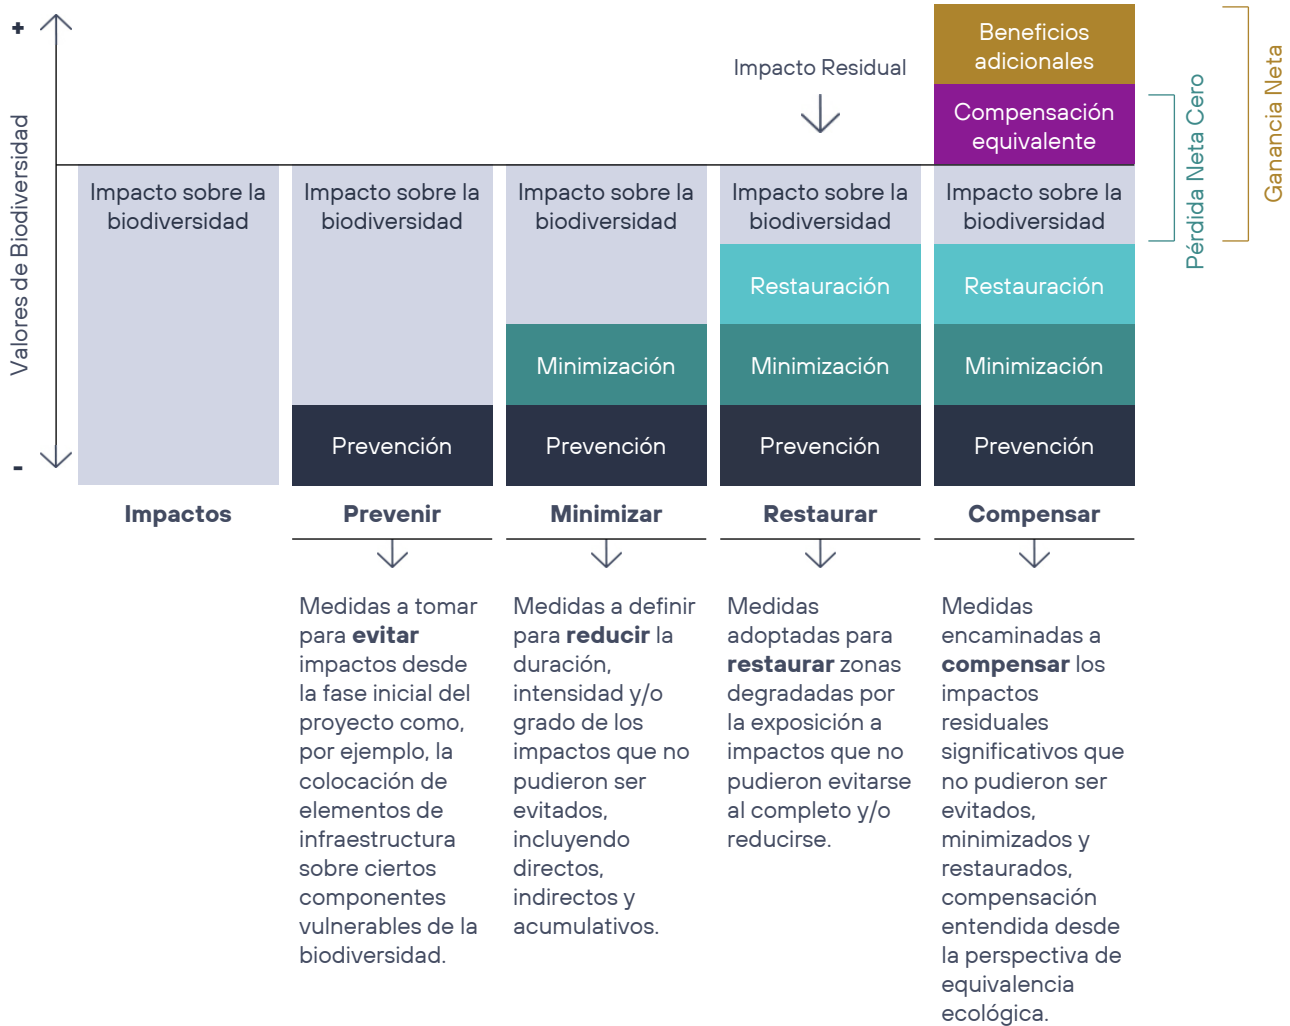 +
Valores de Biodiversidad
-
Impacto Residual
Beneficios
adicionales
Compensación
equivalente
Pérdida Neta Cero
Ganancia Neta
Impacto sobre la
biodiversidad
Impacto sobre la
biodiversidad
Impacto sobre la
biodiversidad
Impacto sobre la
biodiversidad
Impacto sobre la
biodiversidad
Restauración
Restauración
Minimización
Minimización
Minimización
Prevención
Prevención
Prevención
Prevención
Impactos
Prevenir
Minimizar
Restaurar
Compensar
Medidas a tomar
para evitar
impactos desde
la fase inicial del
proyecto como,
por ejemplo, la
colocación de
elementos de
infraestructura
sobre ciertos
componentes
vulnerables de la
biodiversidad.
Medidas a definir
para reducir la
duración,
intensidad y/o
grado de los
impactos que no
pudieron ser
evitados,
incluyendo
directos,
indirectos y
acumulativos.
Medidas
adoptadas para
restaurar zonas
degradadas por
la exposición a
impactos que no
pudieron evitarse
al completo y/o
reducirse.
Medidas
encaminadas a
compensar los
impactos
residuales
significativos que
no pudieron ser
evitados,
minimizados y
restaurados,
compensación
entendida desde
la perspectiva de
equivalencia
ecológica.